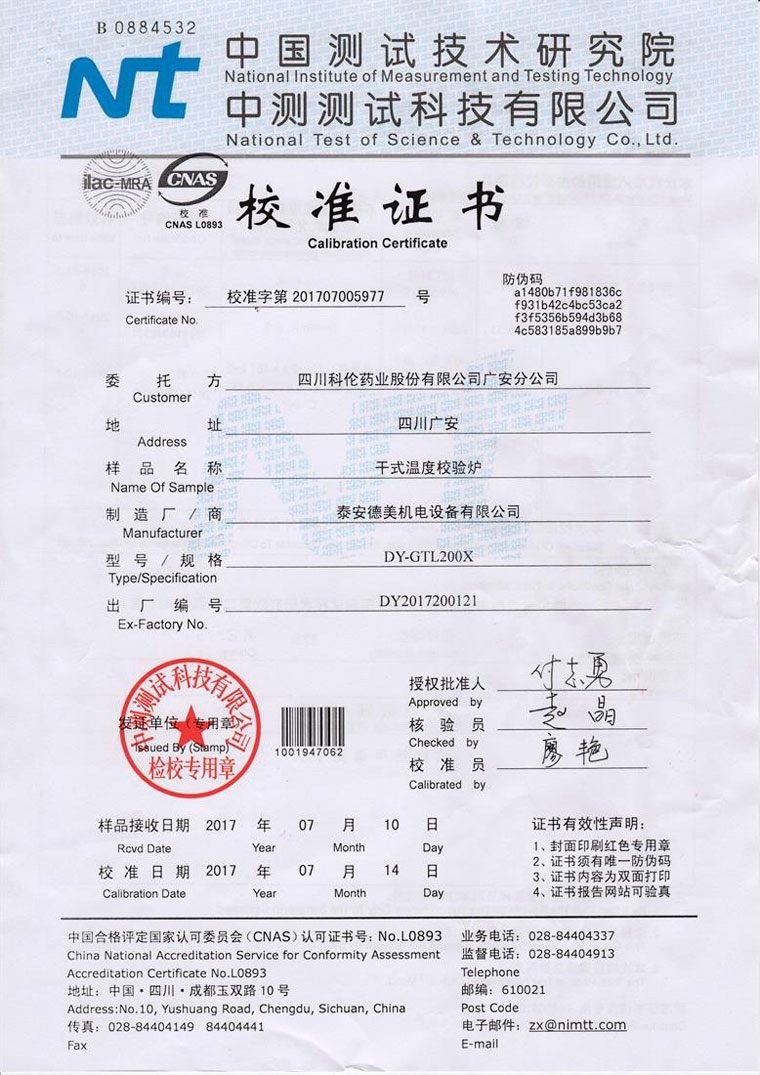 B 0884532
Nt
中国测试技术研究院
National Institute of Measurement and Testing Technology
中测测试科技有限公司
National Test of Science & Technology Co., Ltd.
ilac-MRA
CNAS
校 准
CNAS L0893
校准证书
Calibration Certificate
防伪码
a1480b71f981836c
f931b42c4bc53ca2
f3f5356b594d3b68
4c583185a899b9b7
证书编号： 校准字第 201707005977 号
Certificate No.
委托方 四川科伦药业股份有限公司广安分公司
Customer
地址 四川广安
Address
样品名称 干式温度校验炉
Name Of Sample
制造厂/商 泰安德美机电设备有限公司
Manufacturer
型号/规格 DY-GTL200X
Type/Specification
出厂编号 DY2017200121
Ex-Factory No.
中测测试科技有限公司
发证单位（专用章）
Issued By (Stamp)
检校专用章
1001947062
授权批准人 付志勇
Approved by
核验员 赵晶
Checked by
校准员 廖艳
Calibrated by
样品接收日期 2017 年 07 月 10 日
Rcvd Date Year Month Day
校准日期 2017 年 07 月 14 日
Calibration Date Year Month Day
证书有效性声明：
1、封面印刷红色专用章
2、证书须有唯一防伪码
3、证书内容为双面打印
4、证书报告网站可验真
中国合格评定国家认可委员会（CNAS）认可证书号：No.L0893
China National Accreditation Service for Conformity Assessment
Accreditation Certificate No.L0893
地址：中国·四川·成都玉双路10号
Address:No.10, Yushuang Road, Chengdu, Sichuan, China
传真：028-84404149 84404441
Fax
业务电话：028-84404337
监督电话：028-84404913
Telephone
邮编：610021
Post Code
电子邮件：zx@nimtt.com
E-mail